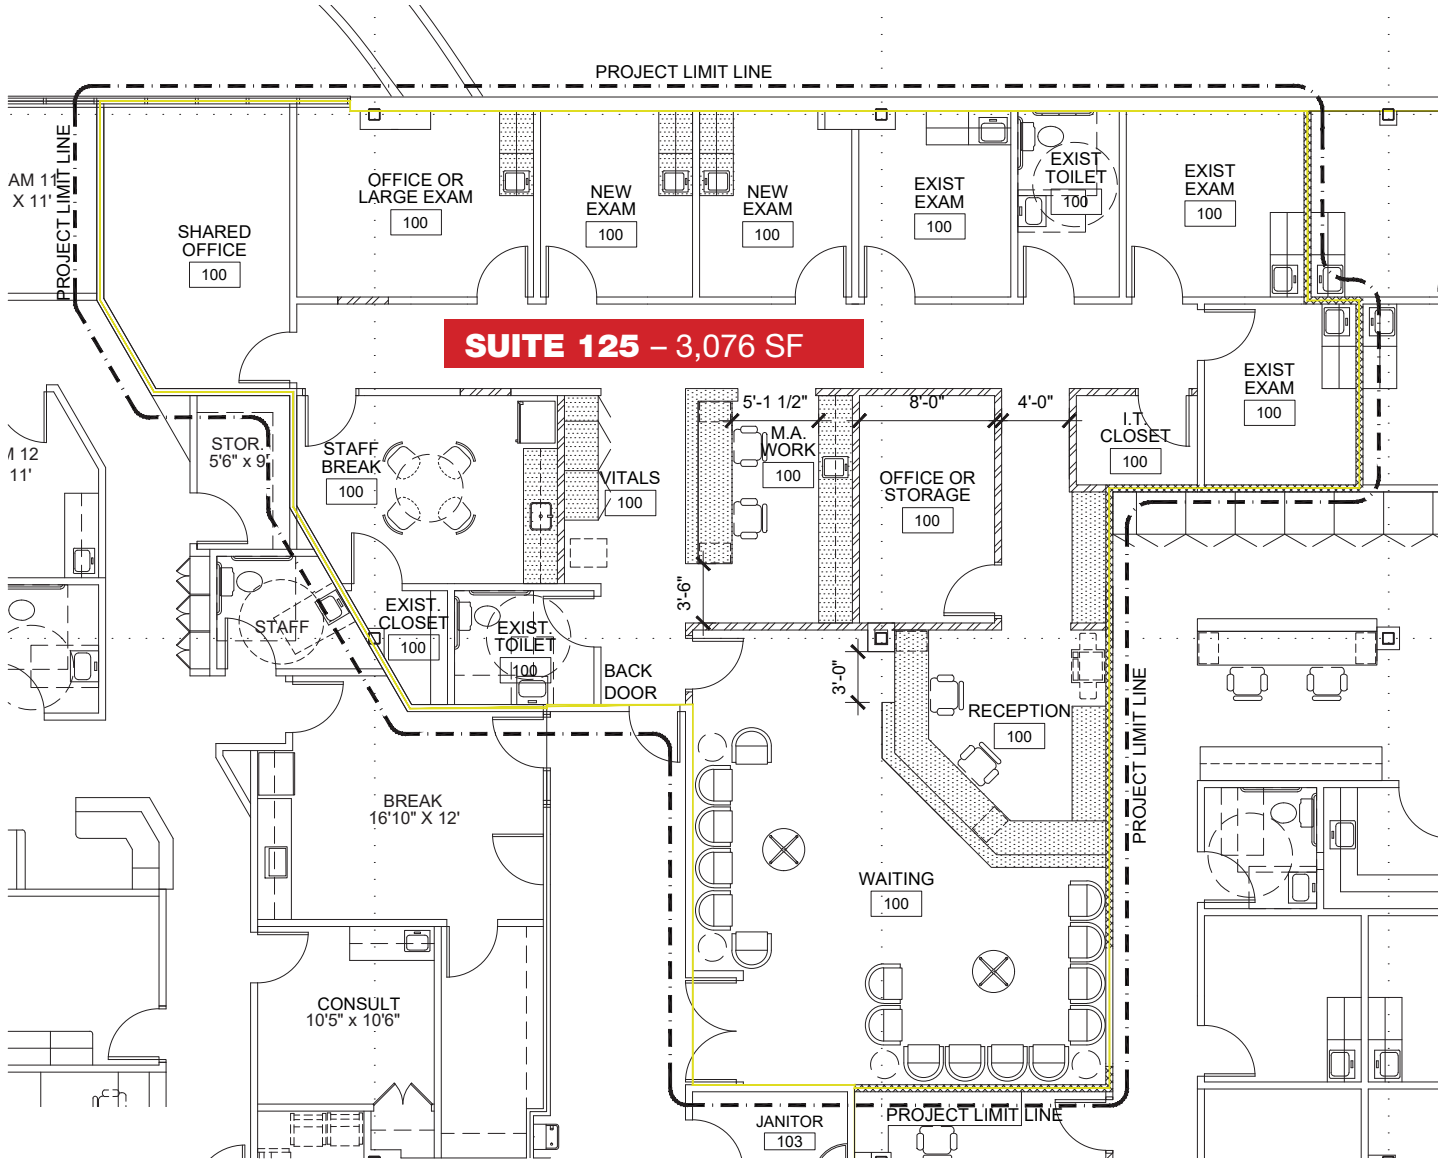 PROJECT LIMIT LINE
PROJECT LIMIT LINE
AM 11
X 11'
SHARED
OFFICE
100
OFFICE OR
LARGE EXAM
100
NEW
EXAM
100
NEW
EXAM
100
EXIST
EXAM
100
EXIST
TOILET
100
EXIST
EXAM
100
SUITE 125 – 3,076 SF
EXIST
EXAM
100
5'-1 1/2"
8'-0"
4'-0"
12
11'
STOR.
5'6" x 9'
STAFF
BREAK
100
VITALS
100
M.A.
WORK
100
OFFICE OR
STORAGE
100
I.T.
CLOSET
100
3'-6"
STAFF
EXIST.
CLOSET
100
EXIST.
TOILET
100
BACK
DOOR
3'-0"
RECEPTION
100
PROJECT LIMIT LINE
BREAK
16'10" X 12'
WAITING
100
CONSULT
10'5" x 10'6"
JANITOR
103
PROJECT LIMIT LINE